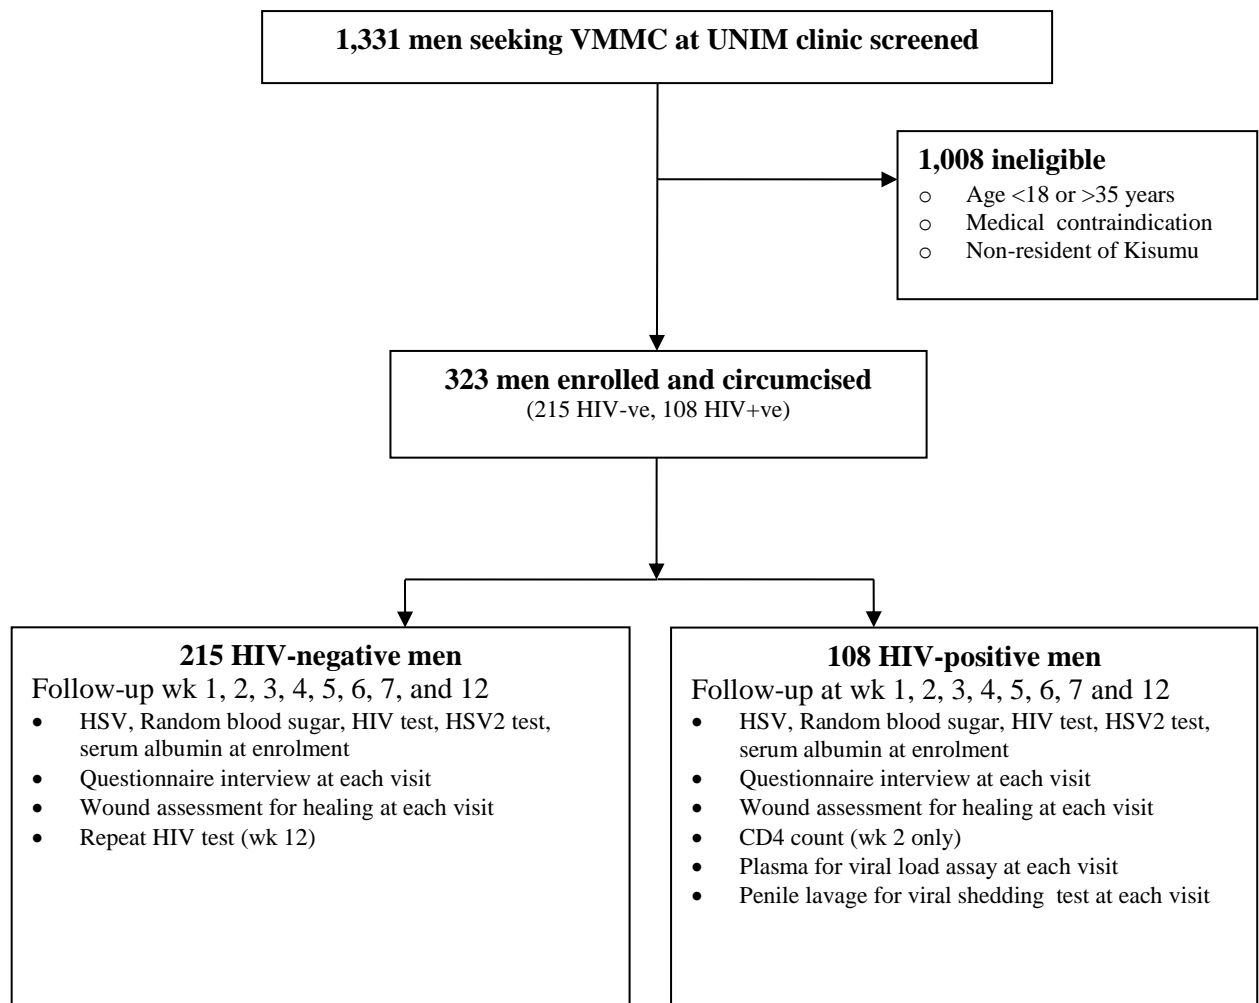 1,331 men seeking VMMC at UNIM clinic screened
1,008 ineligible
o Age <18 or >35 years
o Medical contraindication
o Non-resident of Kisumu
323 men enrolled and circumcised
(215 HIV-ve, 108 HIV+ve)
215 HIV-negative men
Follow-up wk 1, 2, 3, 4, 5, 6, 7, and 12
• HSV, Random blood sugar, HIV test, HSV2 test,
serum albumin at enrolment
• Questionnaire interview at each visit
• Wound assessment for healing at each visit
• Repeat HIV test (wk 12)
108 HIV-positive men
Follow-up at wk 1, 2, 3, 4, 5, 6, 7 and 12
• HSV, Random blood sugar, HIV test, HSV2 test,
serum albumin at enrolment
• Questionnaire interview at each visit
• Wound assessment for healing at each visit
• CD4 count (wk 2 only)
• Plasma for viral load assay at each visit
• Penile lavage for viral shedding test at each visit